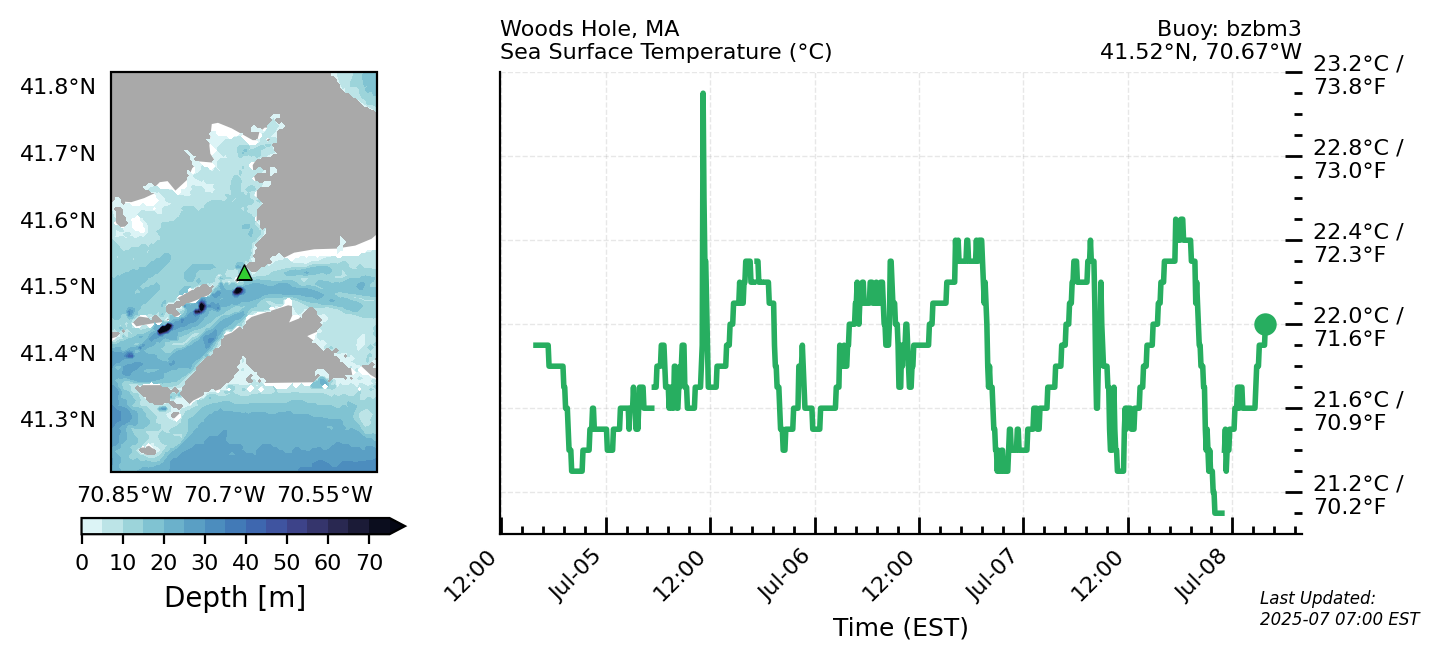 Woods Hole, MA
Sea Surface Temperature (°C)
Buoy: bzbm3
41.52°N, 70.67°W
41.8°N
41.7°N
41.6°N
41.5°N
41.4°N
41.3°N
70.85°W 70.7°W 70.55°W
0 10 20 30 40 50 60 70
Depth [m]
23.2°C /
73.8°F
22.8°C /
73.0°F
22.4°C /
72.3°F
22.0°C /
71.6°F
21.6°C /
70.9°F
21.2°C /
70.2°F
12:00 Jul-05 12:00 Jul-06 12:00 Jul-07 12:00 Jul-08
Time (EST)
Last Updated:
2025-07 07:00 EST